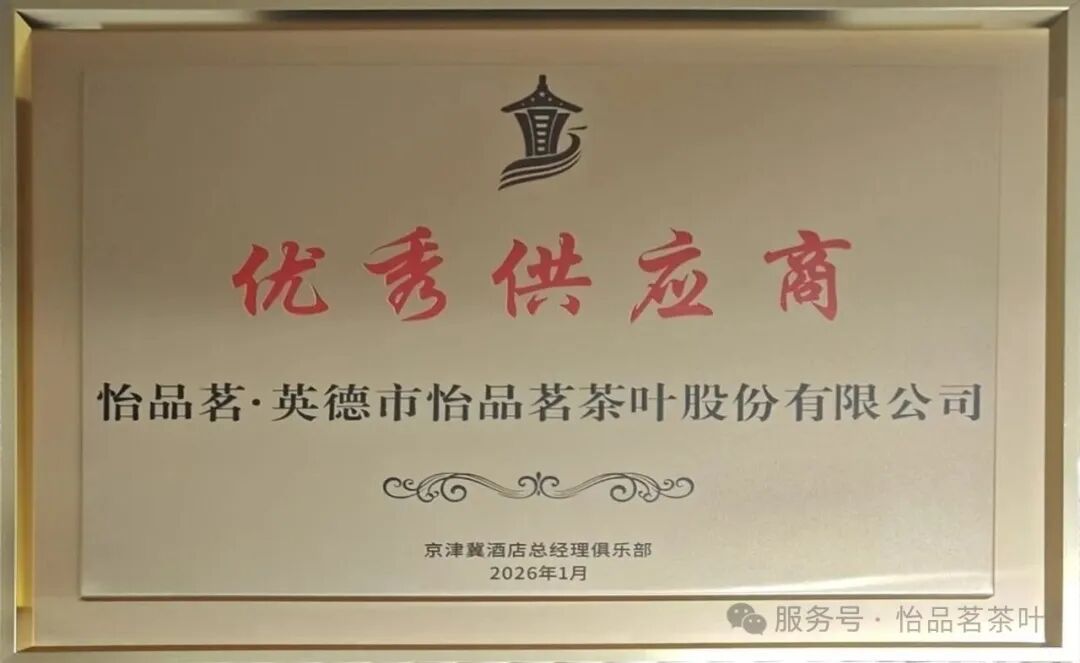 优秀供应商
怡品茗·英德市怡品茗茶叶股份有限公司
京津冀酒店总经理俱乐部
2026年1月
服务号·怡品茗茶叶